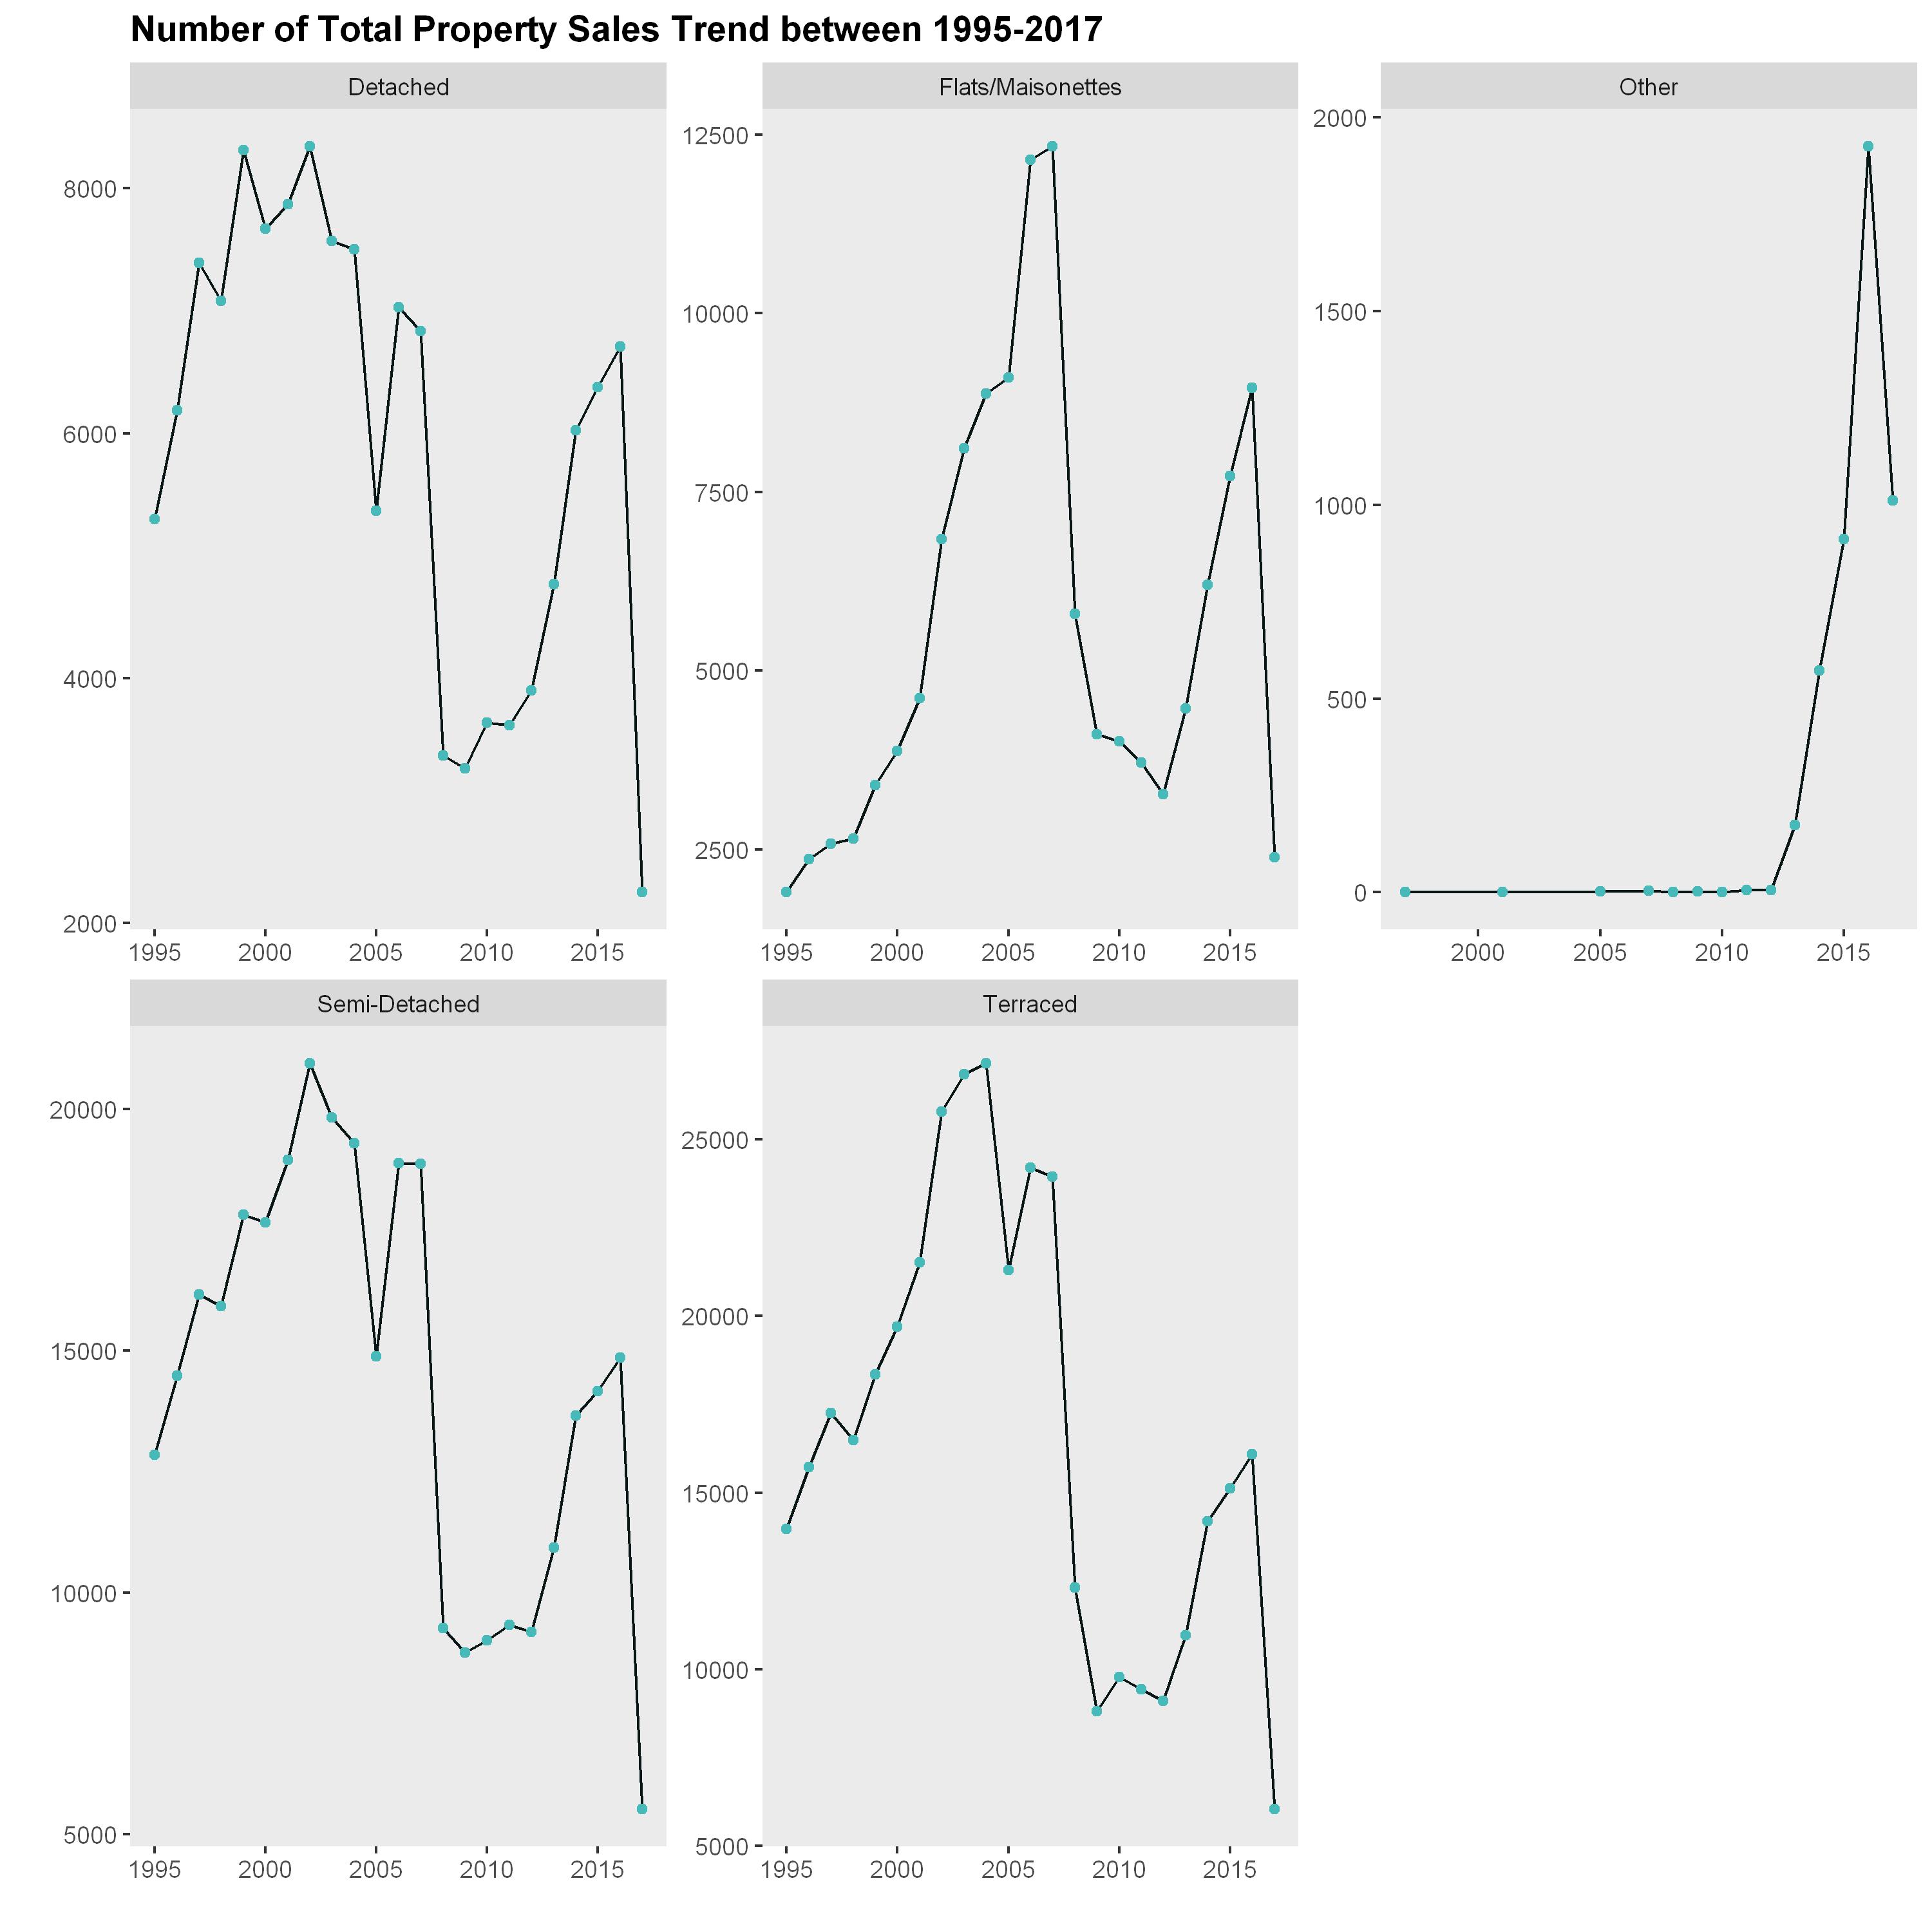 Number of Total Property Sales Trend between 1995-2017
Detached
Flats/Maisonettes
Other
8000
6000
4000
2000
12500
10000
7500
5000
2500
2000
1500
1000
500
0
1995 2000 2005 2010 2015
1995 2000 2005 2010 2015
2000 2005 2010 2015
Semi-Detached
Terraced
20000
15000
10000
5000
25000
20000
15000
10000
5000
1995 2000 2005 2010 2015
1995 2000 2005 2010 2015